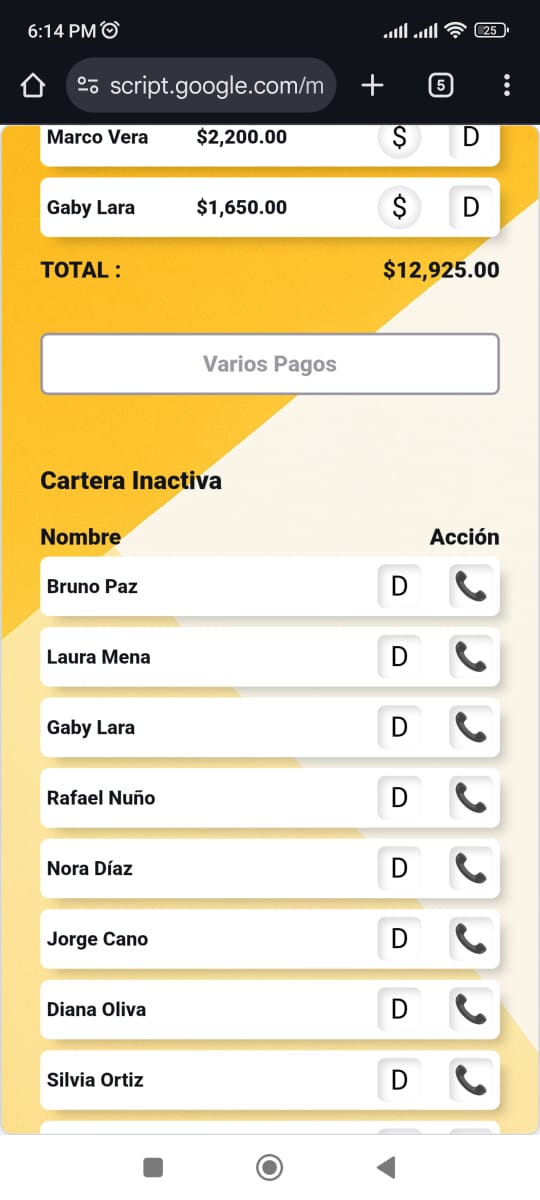 6:14 PM 25
script.google.com/m 5
Marco Vera $2,200.00 $ D
Gaby Lara $1,650.00 $ D
TOTAL : $12,925.00
Varios Pagos
Cartera Inactiva
Nombre Acción
Bruno Paz D
Laura Mena D
Gaby Lara D
Rafael Nuño D
Nora Díaz D
Jorge Cano D
Diana Oliva D
Silvia Ortiz D